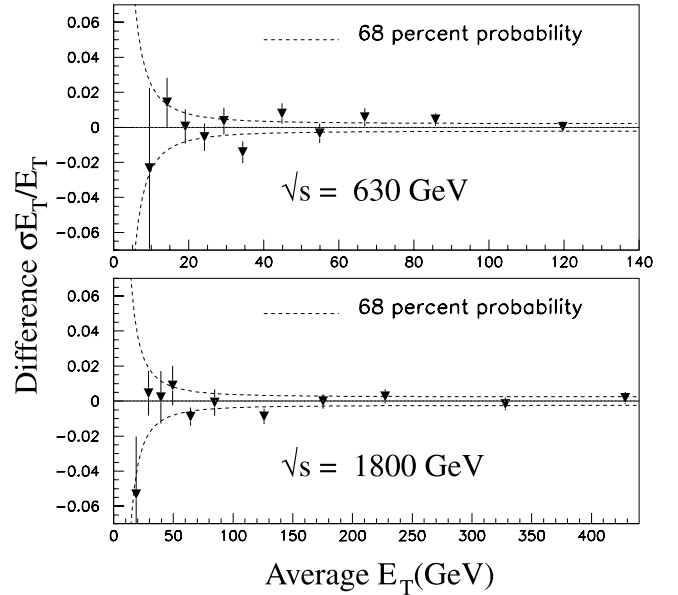 Difference σE_T/E_T
0.06
0.04
0.02
0
−0.02
−0.04
−0.06
68 percent probability
√s = 630 GeV
0 20 40 60 80 100 120 140
0.06
0.04
0.02
0
−0.02
−0.04
−0.06
68 percent probability
√s = 1800 GeV
0 50 100 150 200 250 300 350 400
Average E_T(GeV)